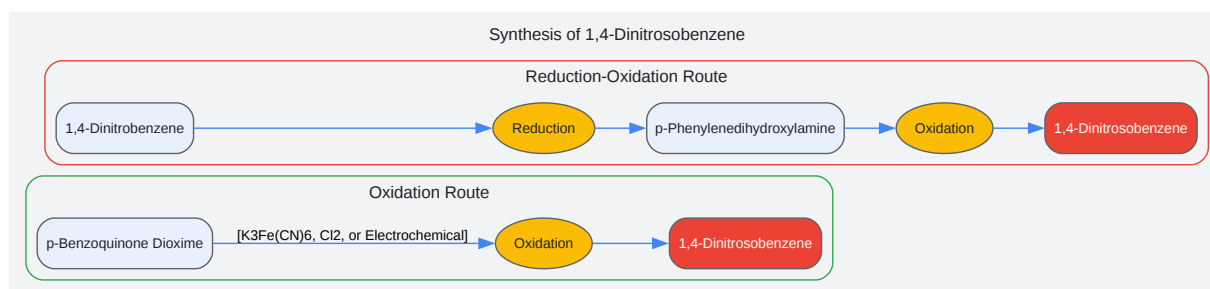 Synthesis of 1,4-Dinitrosobenzene
Reduction-Oxidation Route
1,4-Dinitrobenzene
Reduction
p-Phenylenedihydroxylamine
Oxidation
1,4-Dinitrosobenzene
Oxidation Route
p-Benzoquinone Dioxime
[K3Fe(CN)6, Cl2, or Electrochemical]
Oxidation
1,4-Dinitrosobenzene